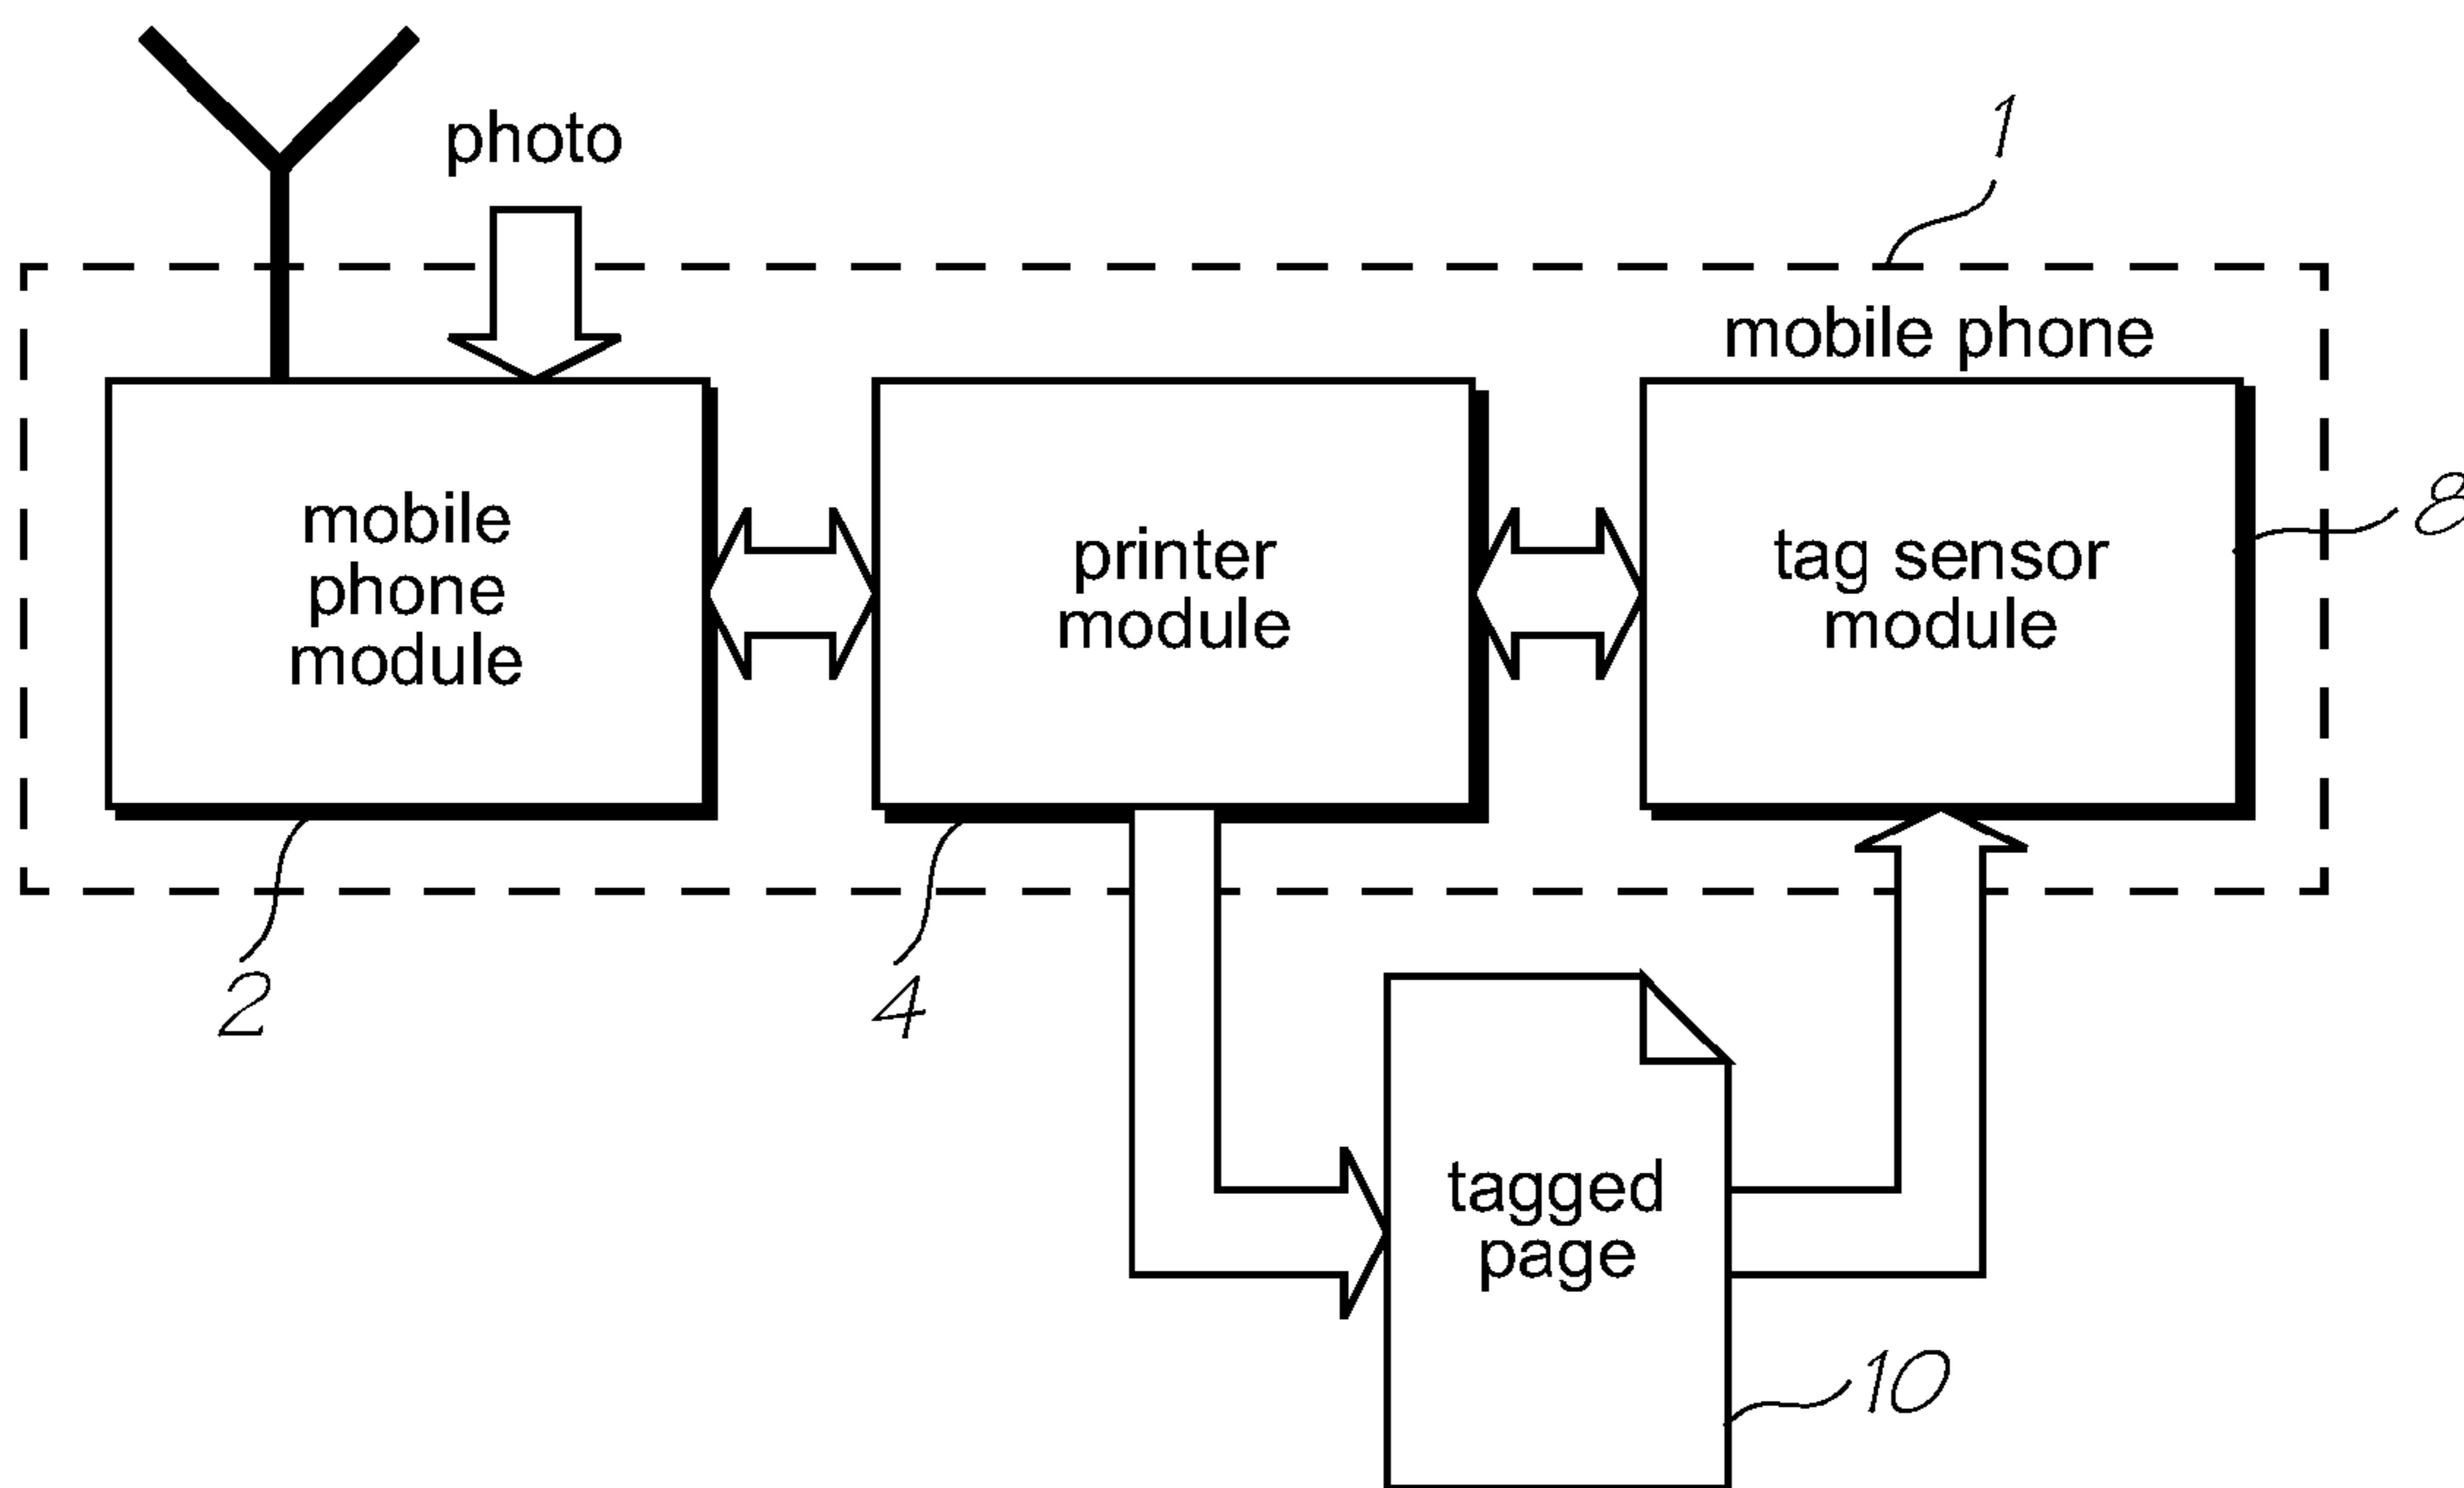 photo
1
mobile phone
mobile
phone
module
printer
module
tag sensor
module
8
2
4
tagged
page
10